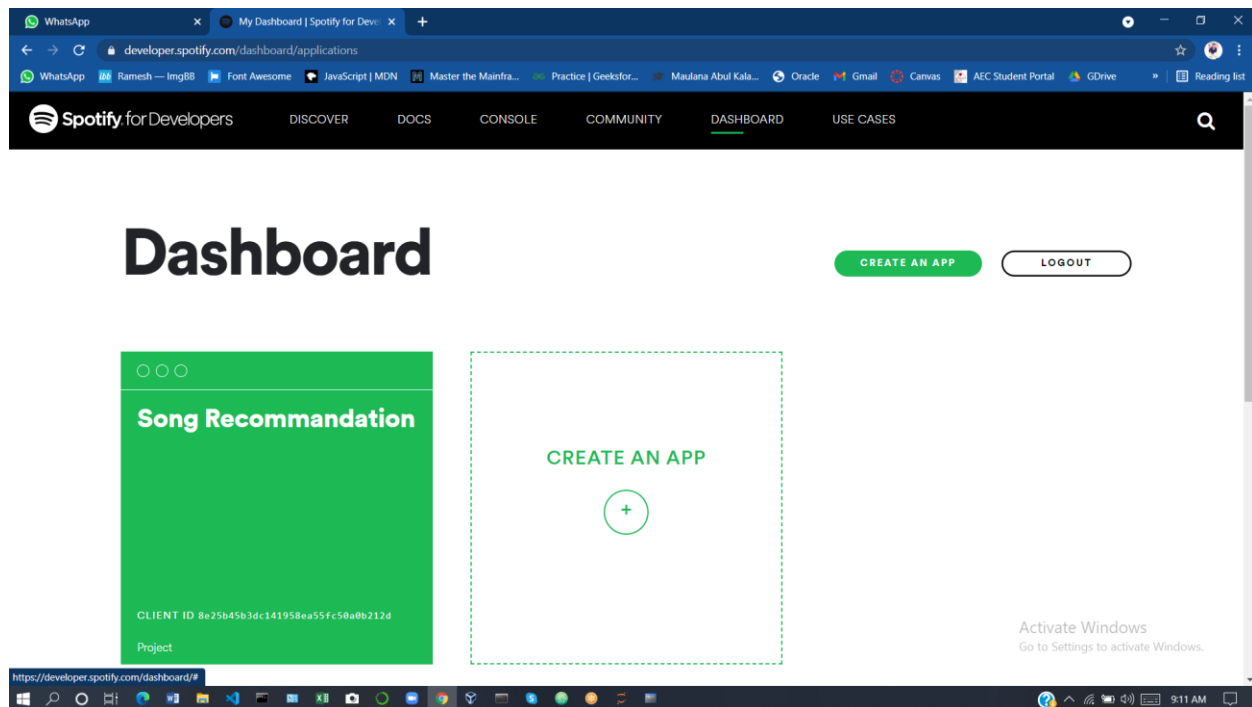 WhatsApp
My Dashboard | Spotify for Devel
developer.spotify.com/dashboard/applications
WhatsApp Ramesh — ImgBB Font Awesome JavaScript | MDN Master the Mainfra... Practice | Geeksfor... Maulana Abul Kala... Oracle Gmail Canvas AEC Student Portal GDrive » Reading list
Spotify for Developers DISCOVER DOCS CONSOLE COMMUNITY DASHBOARD USE CASES
Dashboard
CREATE AN APP LOGOUT
Song Recommandation
CREATE AN APP
+
CLIENT ID 8e25b45b3dc141958ea55fc50a0b212d
Project
Activate Windows
Go to Settings to activate Windows.
https://developer.spotify.com/dashboard/#
9:11 AM